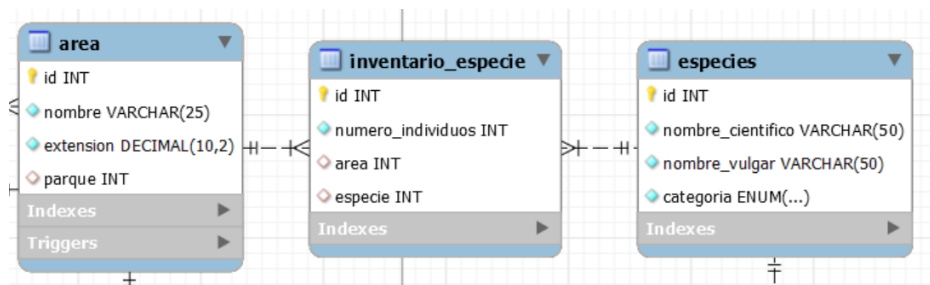 area
id INT
nombre VARCHAR(25)
extension DECIMAL(10,2)
parque INT
Indexes
Triggers
inventario_especie
id INT
numero_individuos INT
area INT
especie INT
Indexes
especies
id INT
nombre_cientifico VARCHAR(50)
nombre_vulgar VARCHAR(50)
categoria ENUM(...)
Indexes